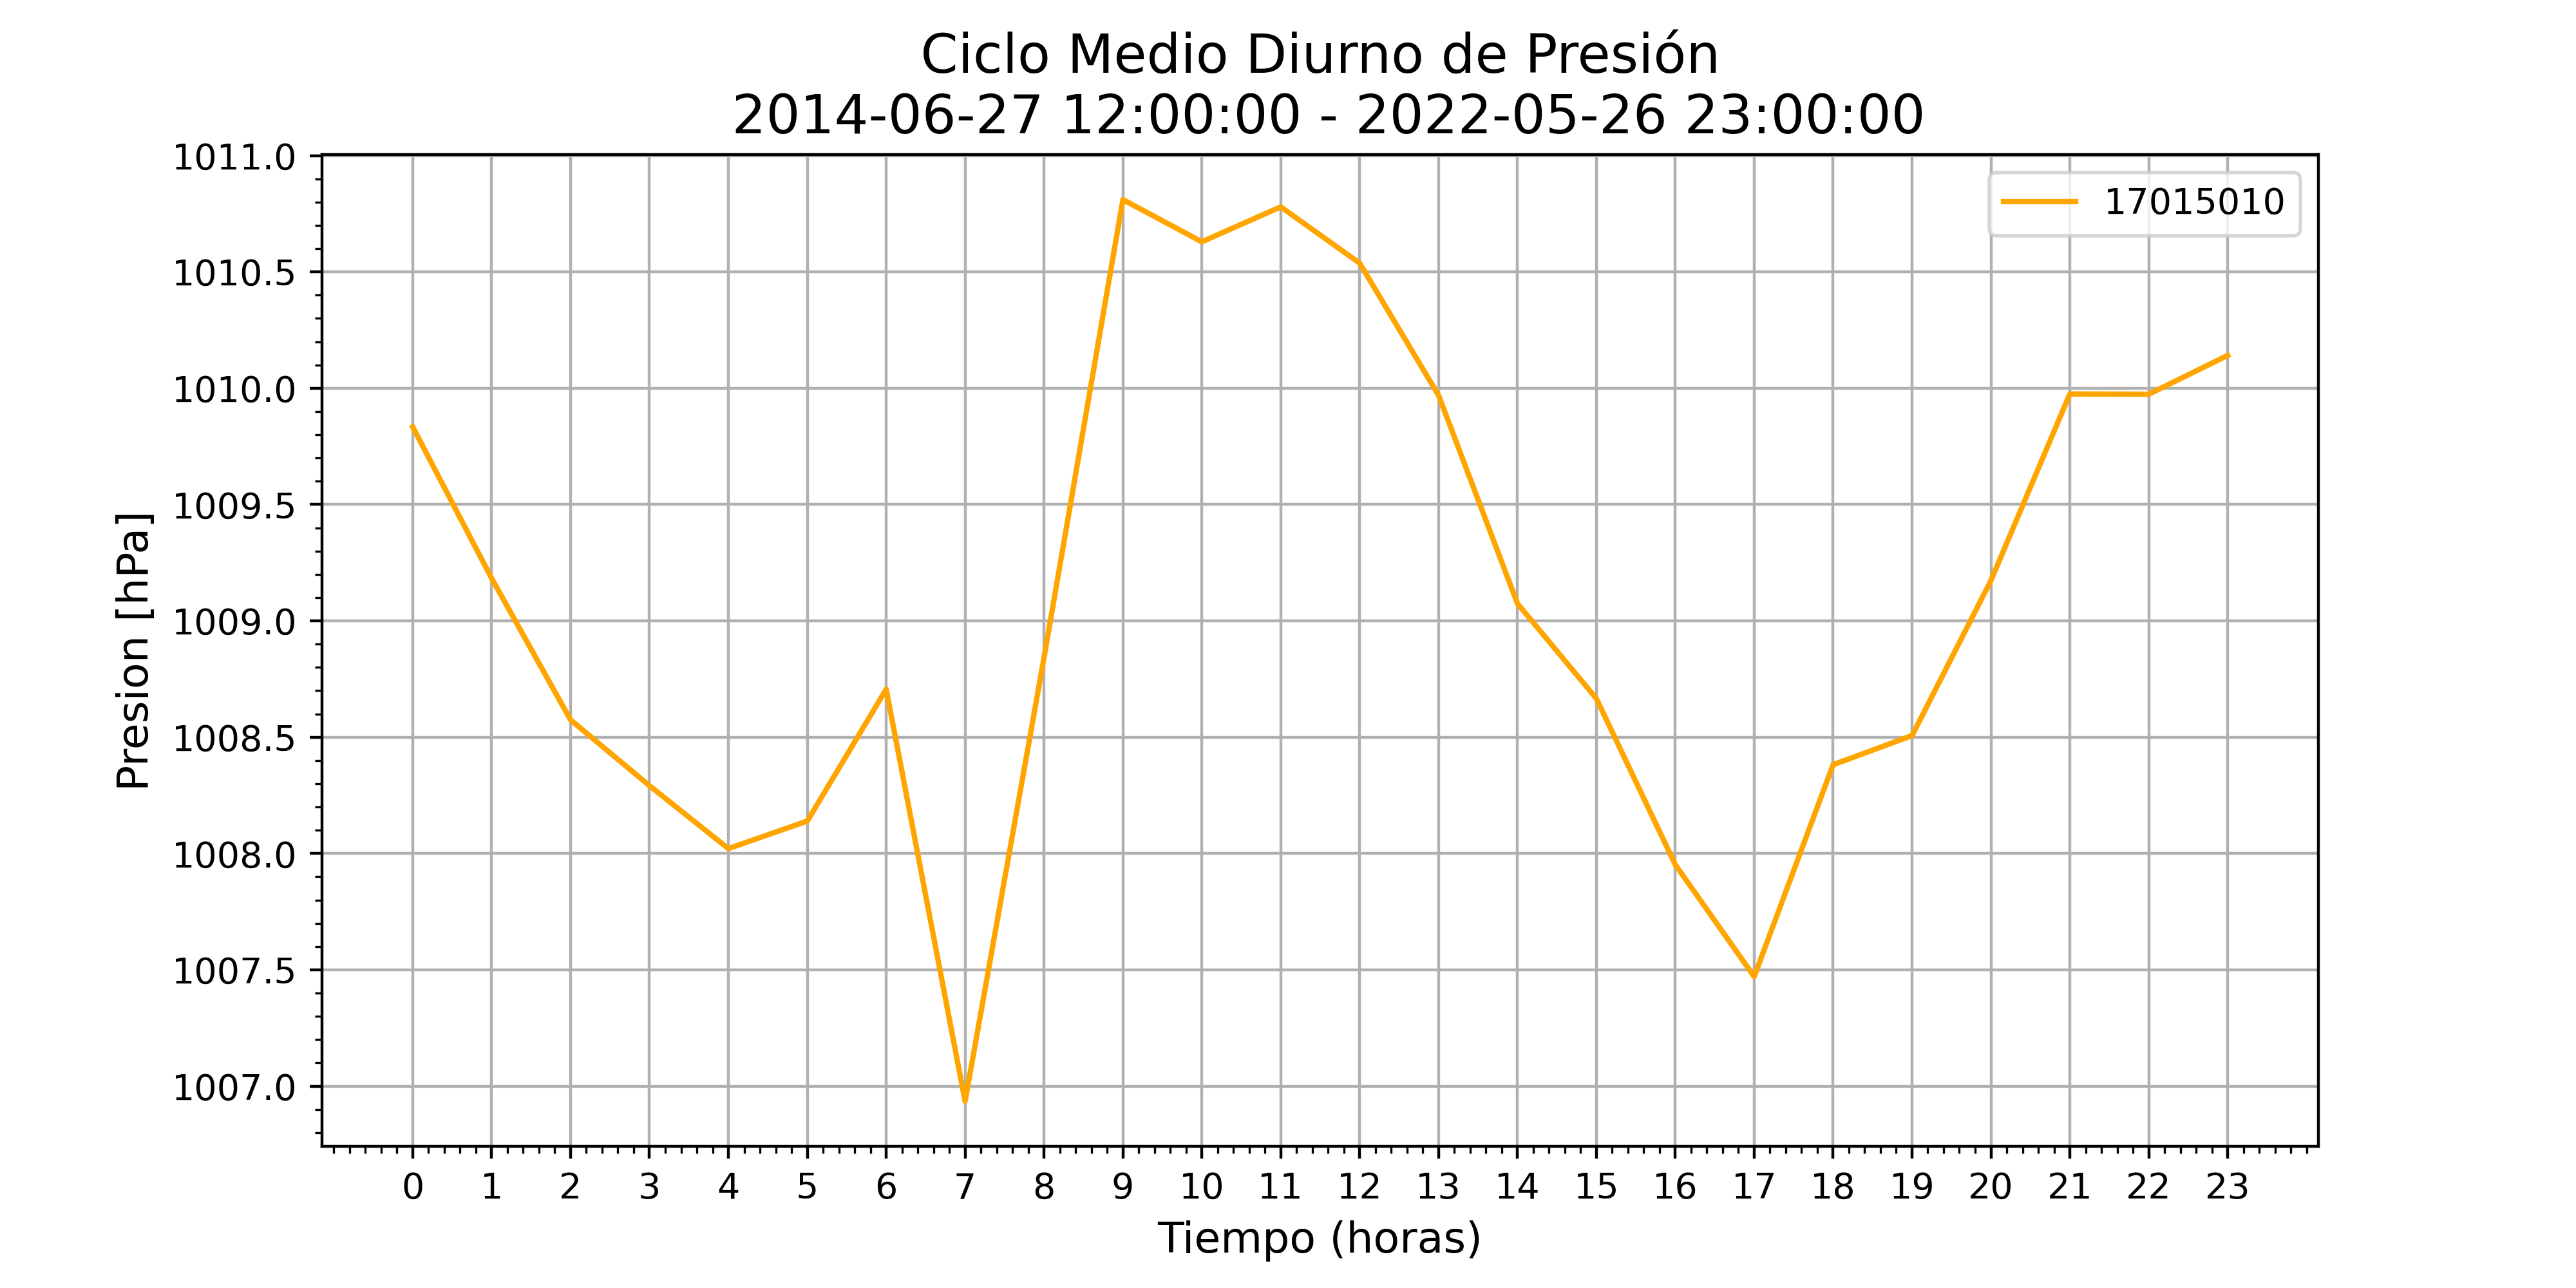 Ciclo Medio Diurno de Presión
2014-06-27 12:00:00 - 2022-05-26 23:00:00
17015010
Presion [hPa]
1011.0
1010.5
1010.0
1009.5
1009.0
1008.5
1008.0
1007.5
1007.0
0 1 2 3 4 5 6 7 8 9 10 11 12 13 14 15 16 17 18 19 20 21 22 23
Tiempo (horas)